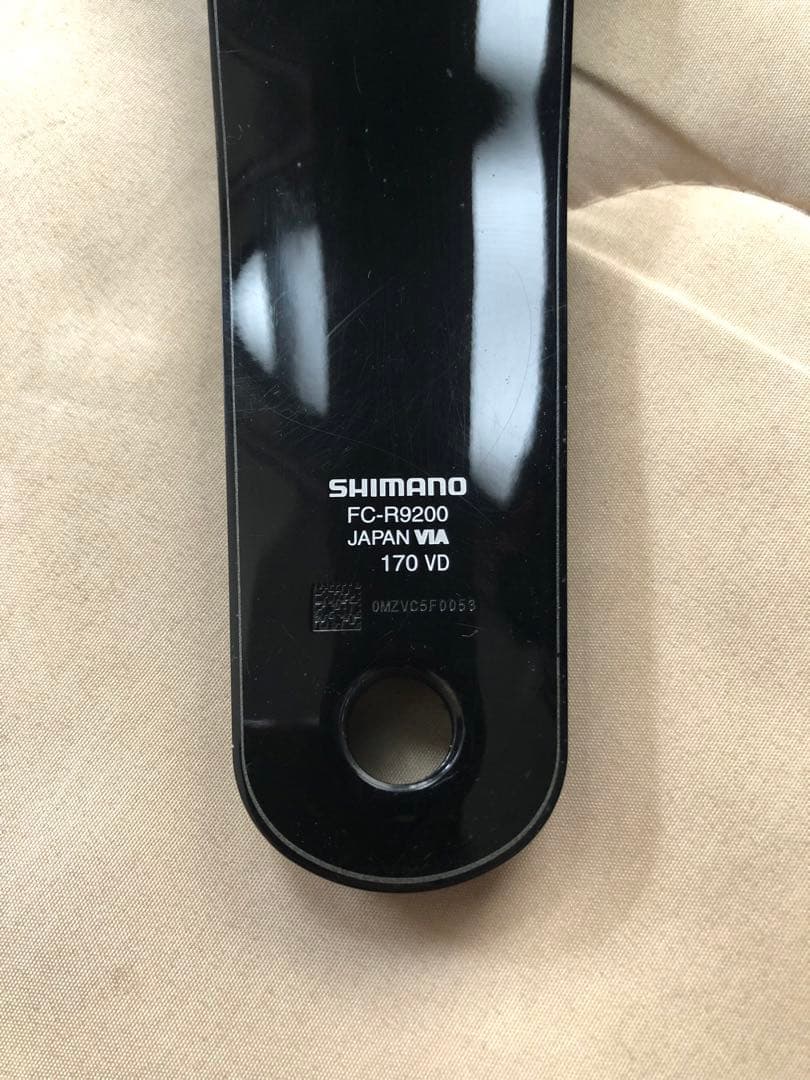 SHIMANO
FC-R9200
JAPAN VIA
170 VD
0MZVC5F0053